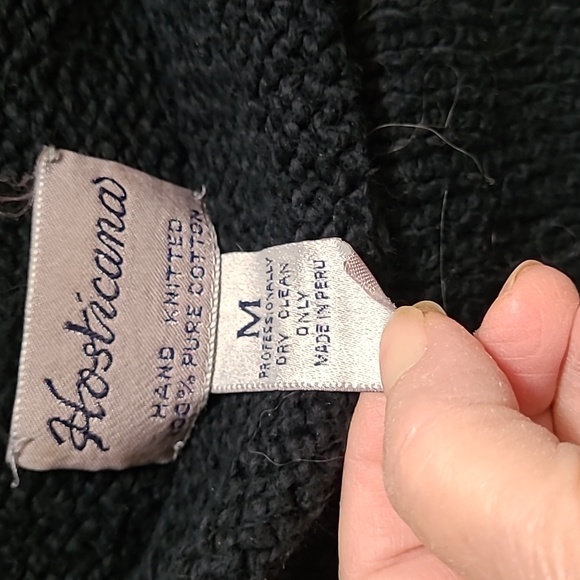 Hosticana
HAND KNITTED
100% PURE COTTON
M
PROFESSIONALLY
DRY CLEAN
ONLY
MADE IN PERU